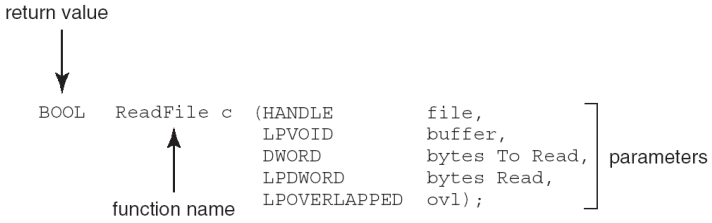 return value
BOOL ReadFile c (HANDLE file,
LPVOID buffer,
DWORD bytes To Read,
LPDWORD bytes Read,
LPOVERLAPPED ovl);
parameters
function name